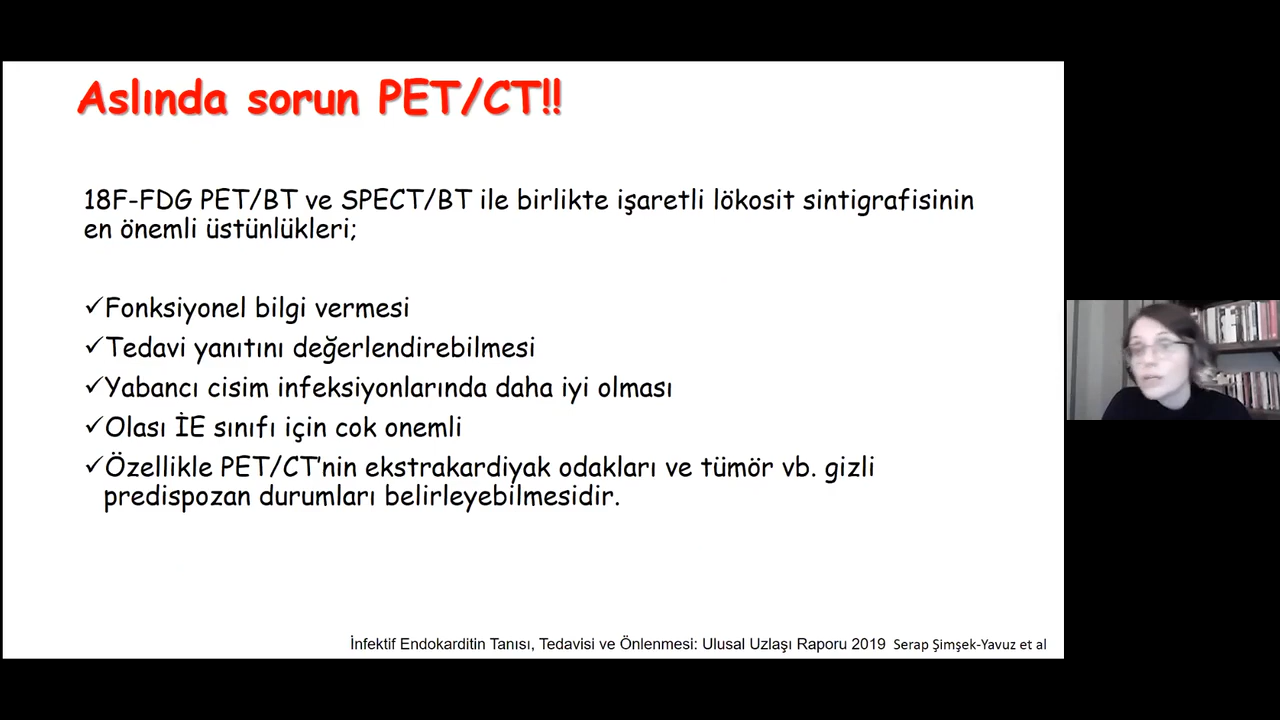 Aslında sorun PET/CT!!
18F-FDG PET/BT ve SPECT/BT ile birlikte işaretli lökosit sintigrafisinin
en önemli üstünlükleri;
✓Fonksiyonel bilgi vermesi
✓Tedavi yanıtını değerlendirebilmesi
✓Yabancı cisim infeksiyonlarında daha iyi olması
✓Olası İE sınıfı için cok onemli
✓Özellikle PET/CT’nin ekstrakardiyak odakları ve tümör vb. gizli
predispozan durumları belirleyebilmesidir.
İnfektif Endokarditin Tanısı, Tedavisi ve Önlenmesi: Ulusal Uzlaşı Raporu 2019 Serap Şimşek-Yavuz et al